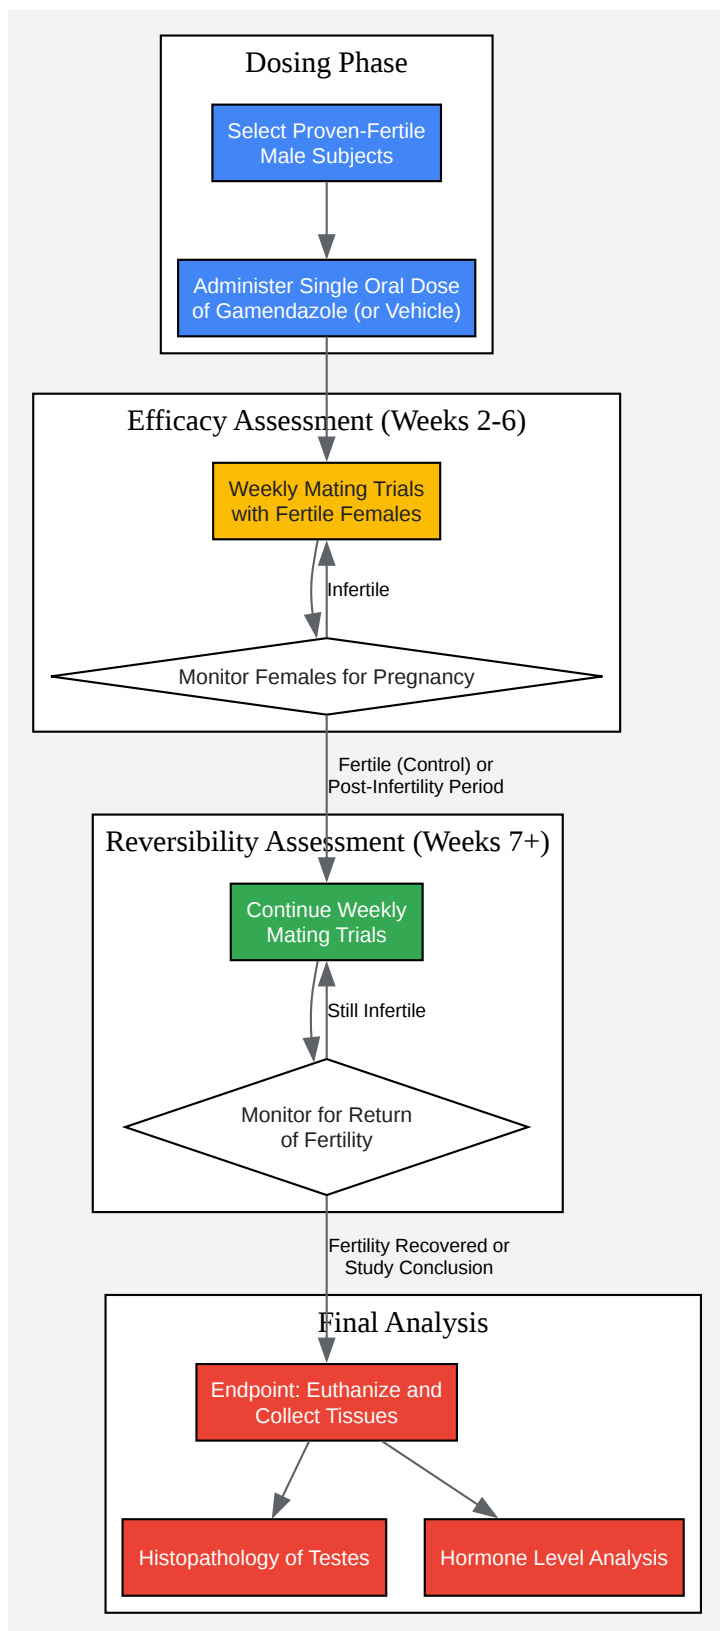 Dosing Phase
Select Proven-Fertile
Male Subjects
Administer Single Oral Dose
of Gamendazole (or Vehicle)
Efficacy Assessment (Weeks 2-6)
Weekly Mating Trials
with Fertile Females
Infertile
Monitor Females for Pregnancy
Fertile (Control) or
Post-Infertility Period
Reversibility Assessment (Weeks 7+)
Continue Weekly
Mating Trials
Still Infertile
Monitor for Return
of Fertility
Fertility Recovered or
Study Conclusion
Final Analysis
Endpoint: Euthanize and
Collect Tissues
Histopathology of Testes
Hormone Level Analysis